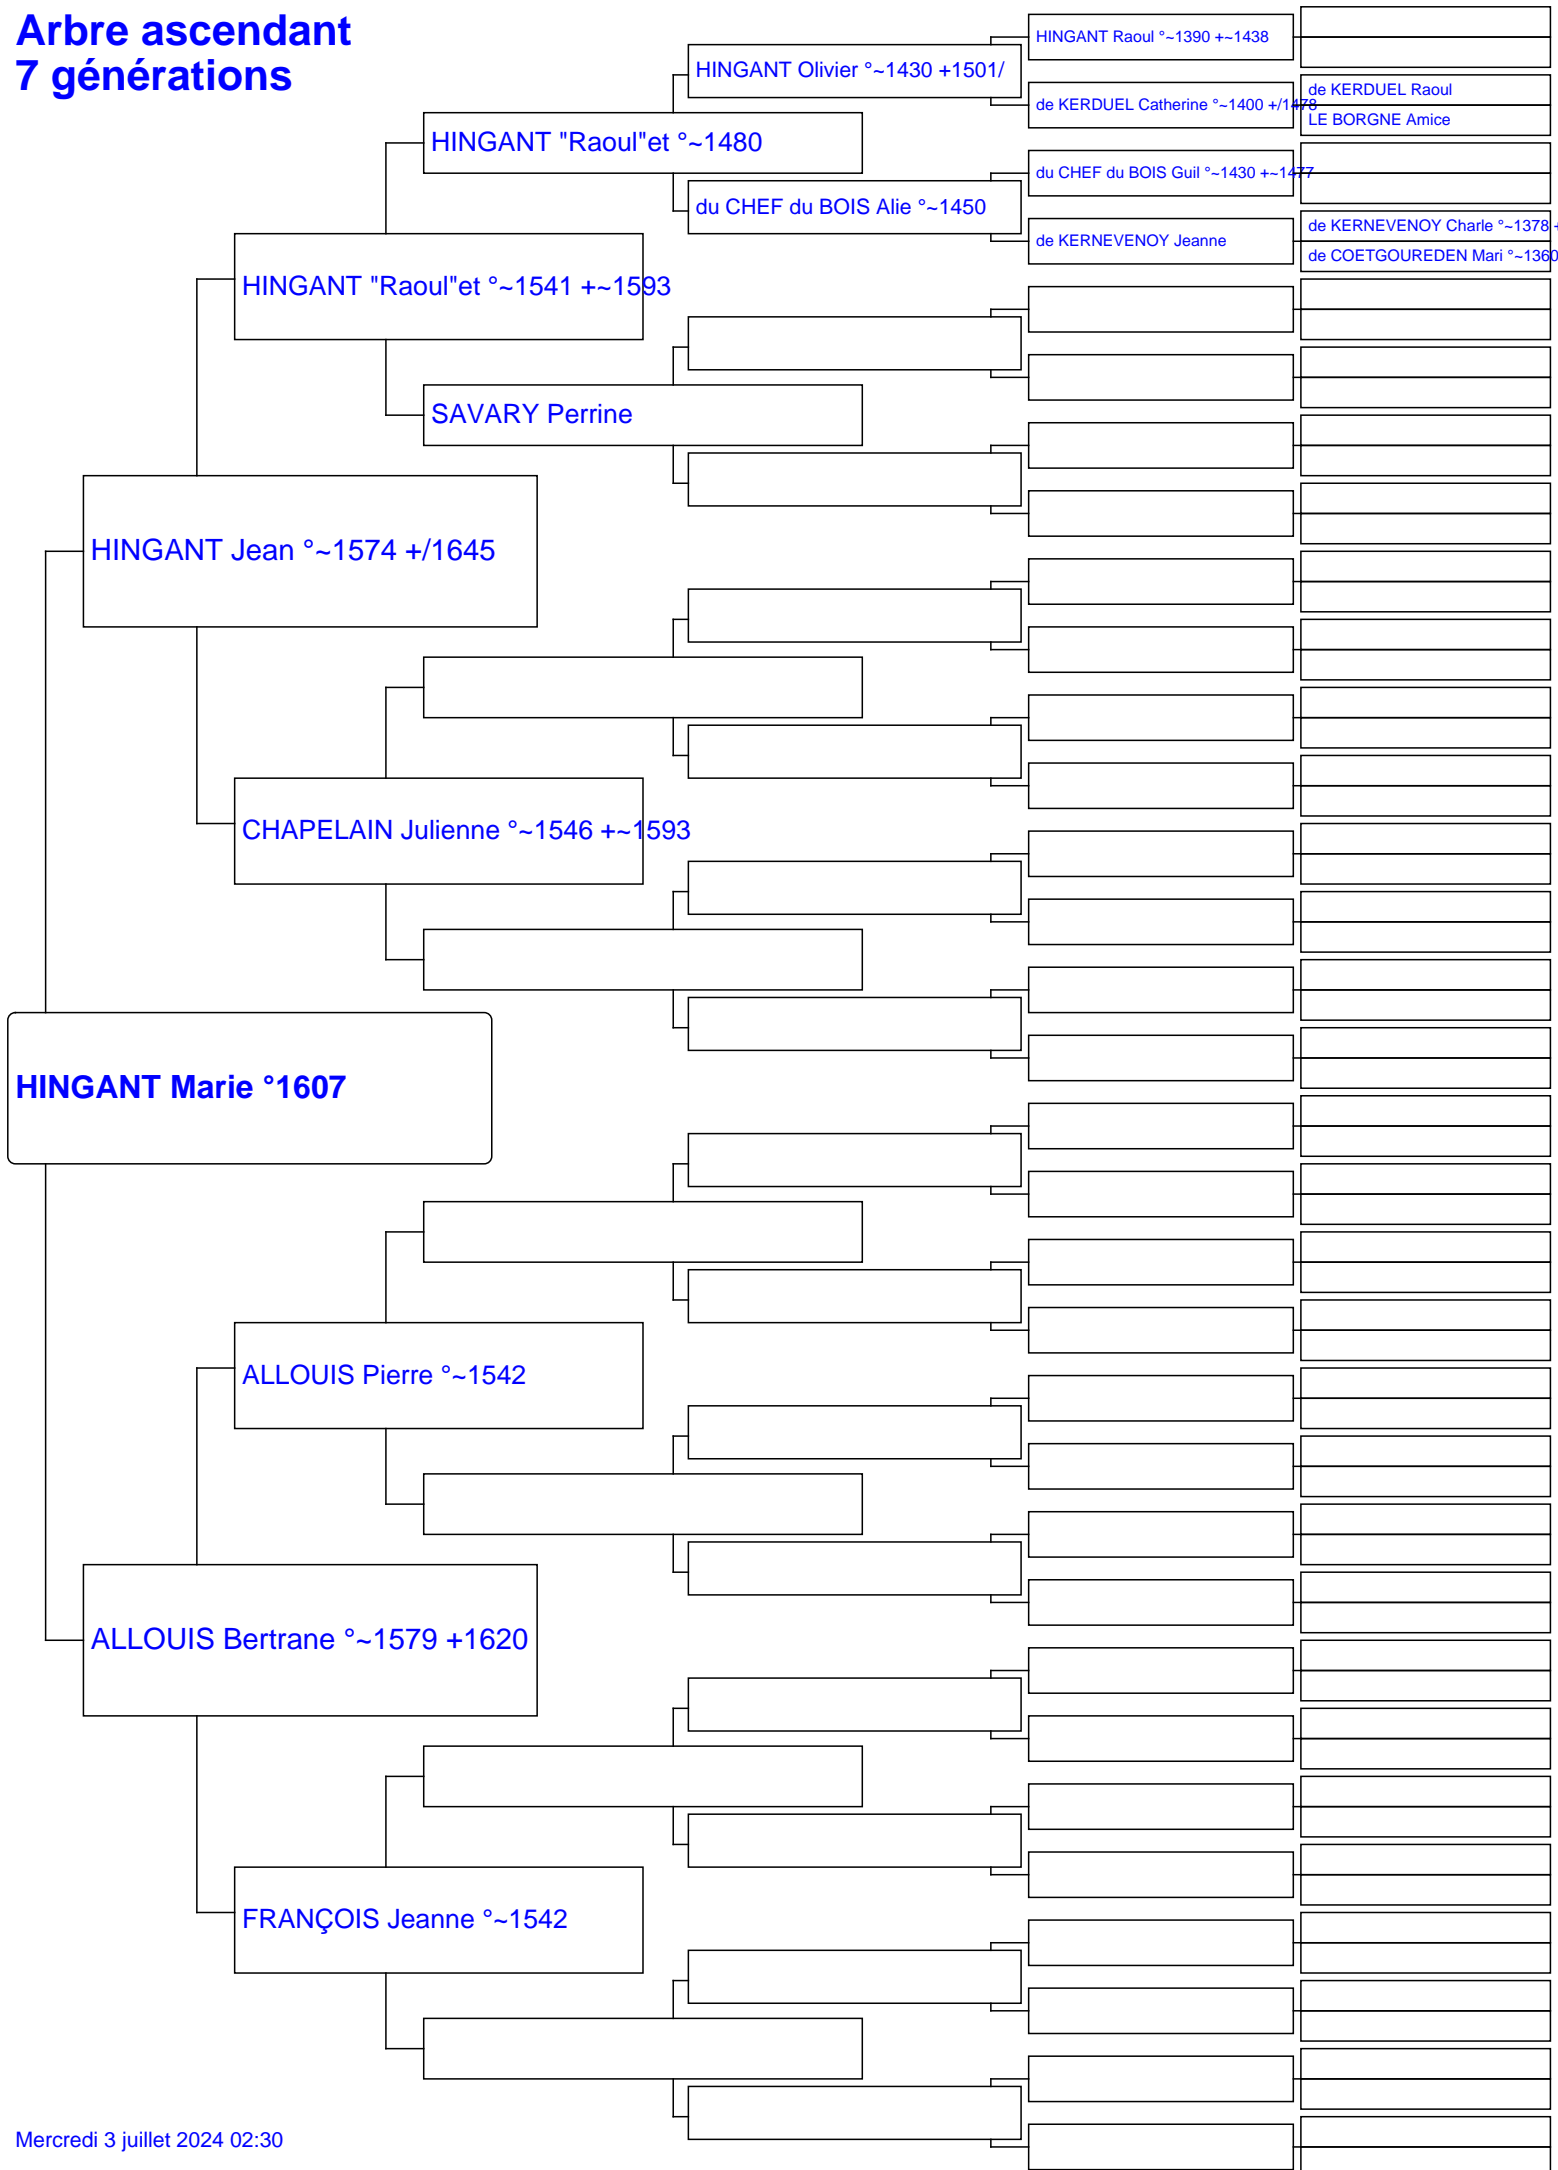 Arbre ascendant
7 générations
HINGANT Raoul °~1390 +~1438
HINGANT Olivier °~1430 +1501/
de KERDUEL Raoul
de KERDUEL Catherine °~1400 +/1478
LE BORGNE Amice
HINGANT "Raoul"et °~1480
du CHEF du BOIS Guil °~1430 +~1477
du CHEF du BOIS Alie °~1450
de KERNEVENOY Charle °~1378 +
de KERNEVENOY Jeanne
de COETGOUREDEN Mari °~1360
HINGANT "Raoul"et °~1541 +~1593
SAVARY Perrine
HINGANT Jean °~1574 +/1645
CHAPELAIN Julienne °~1546 +~1593
HINGANT Marie °1607
ALLOUIS Pierre °~1542
ALLOUIS Bertrane °~1579 +1620
FRANÇOIS Jeanne °~1542
Mercredi 3 juillet 2024 02:30